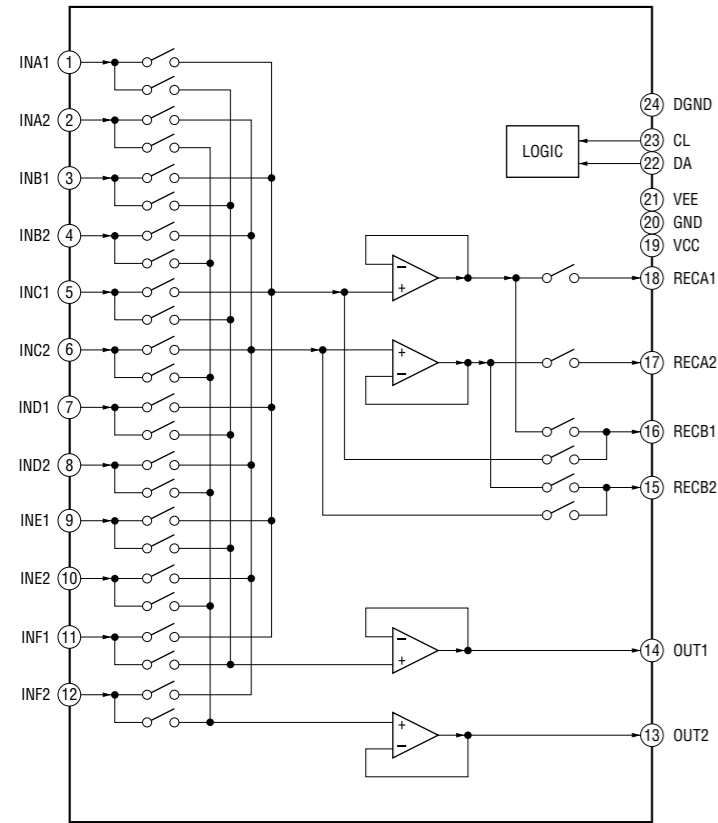 INA1 1
INA2 2
INB1 3
INB2 4
INC1 5
INC2 6
IND1 7
IND2 8
INE1 9
INE2 10
INF1 11
INF2 12
LOGIC
24 DGND
23 CL
22 DA
21 VEE
20 GND
19 VCC
18 RECA1
17 RECA2
16 RECB1
15 RECB2
14 OUT1
13 OUT2
− +
+ −
− +
+ −